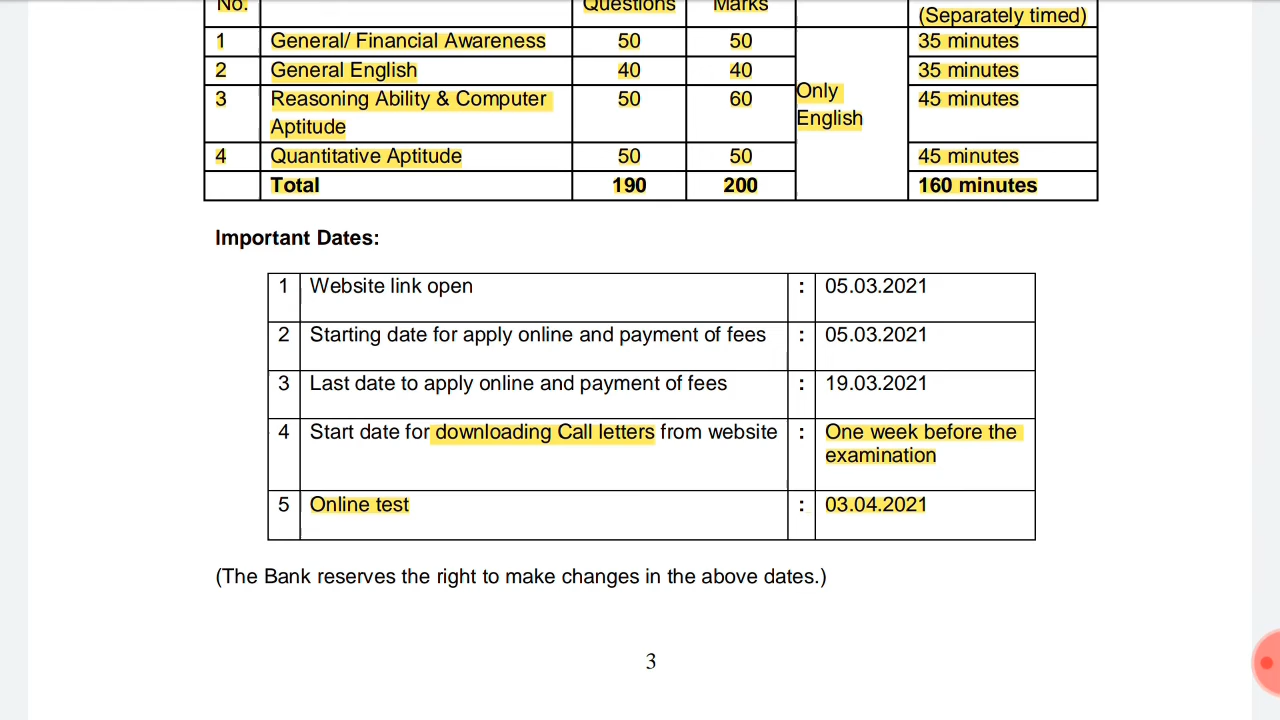 No. Questions Marks
(Separately timed)
1 General/ Financial Awareness 50 50 35 minutes
2 General English 40 40 35 minutes
3 Reasoning Ability & Computer 50 60 Only 45 minutes
Aptitude English
4 Quantitative Aptitude 50 50 45 minutes
Total 190 200 160 minutes
Important Dates:
1 Website link open : 05.03.2021
2 Starting date for apply online and payment of fees : 05.03.2021
3 Last date to apply online and payment of fees : 19.03.2021
4 Start date for downloading Call letters from website : One week before the
examination
5 Online test : 03.04.2021
(The Bank reserves the right to make changes in the above dates.)
3